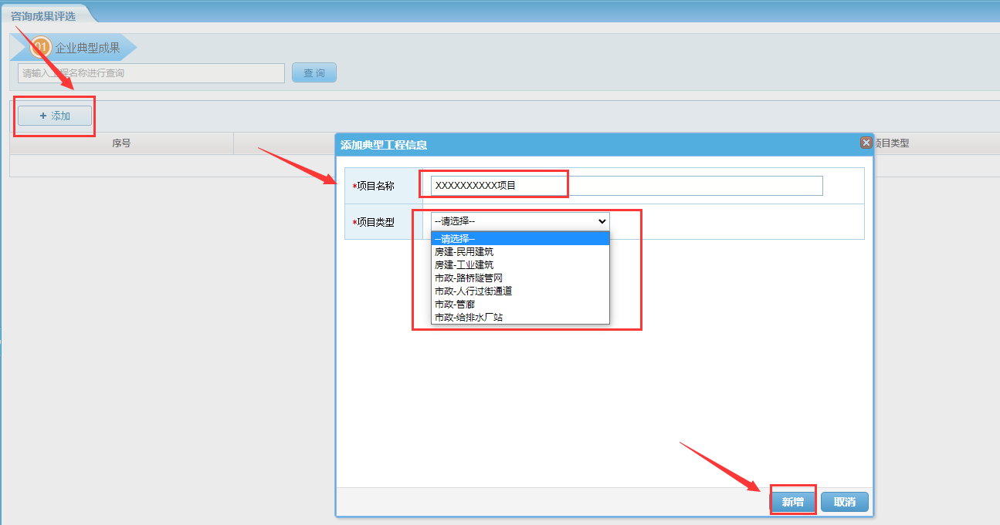 咨询成果评选
01 企业典型成果
请输入工程名称进行查询
查 询
+ 添加
序号
项目类型
添加典型工程信息
*项目名称
XXXXXXXXXX项目
*项目类型
--请选择--
--请选择--
房建-民用建筑
房建-工业建筑
市政-路桥隧管网
市政-人行过街通道
市政-管廊
市政-给排水厂站
新增
取消